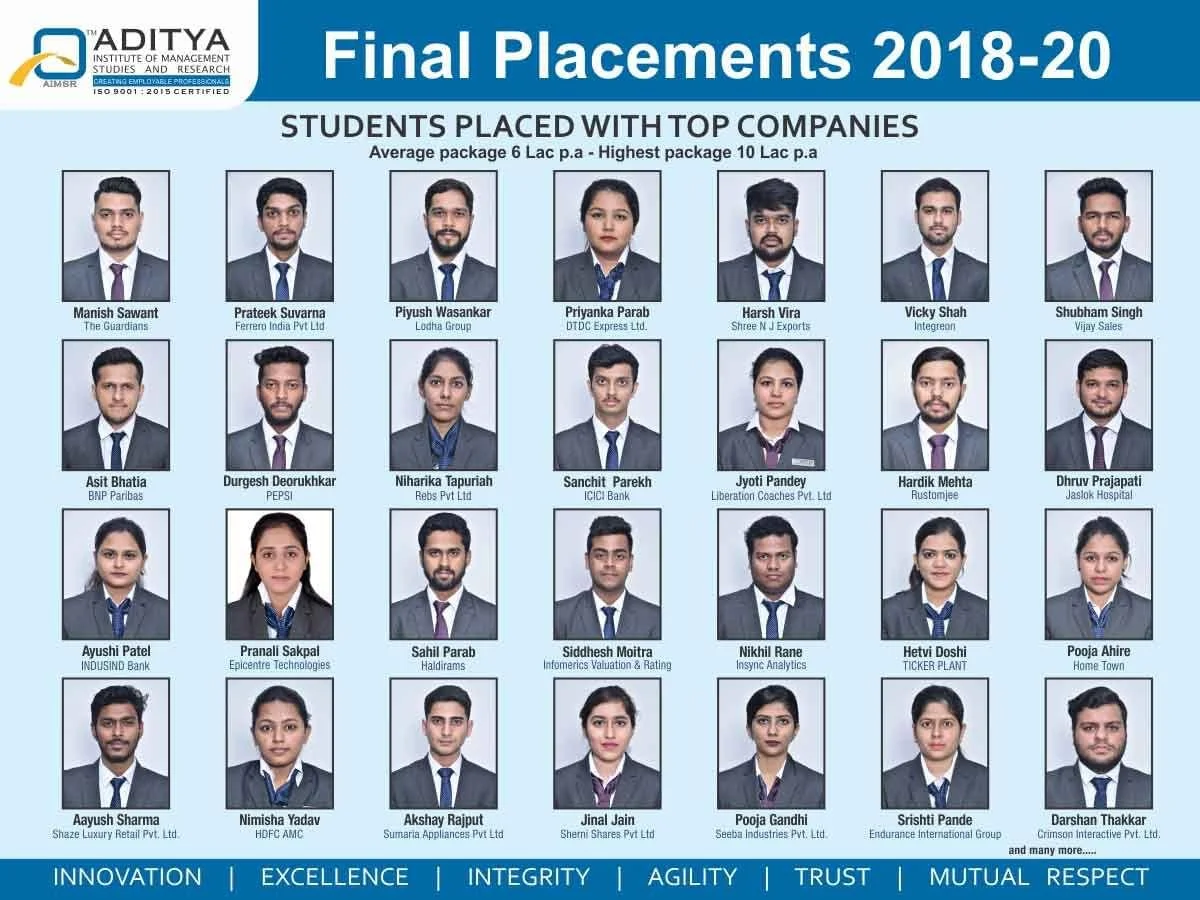 TM
ADITYA
INSTITUTE OF MANAGEMENT
STUDIES AND RESEARCH
CREATING EMPLOYABLE PROFESSIONALS
AIMSR
ISO 9001 : 2015 CERTIFIED
Final Placements 2018-20
STUDENTS PLACED WITH TOP COMPANIES
Average package 6 Lac p.a - Highest package 10 Lac p.a
Manish Sawant
The Guardians
Prateek Suvarna
Ferrero India Pvt Ltd
Piyush Wasankar
Lodha Group
Priyanka Parab
DTDC Express Ltd.
Harsh Vira
Shree N J Exports
Vicky Shah
Integreon
Shubham Singh
Vijay Sales
Asit Bhatia
BNP Paribas
Durgesh Deorukhkar
PEPSI
Niharika Tapuriah
Rebs Pvt Ltd
Sanchit Parekh
ICICI Bank
Jyoti Pandey
Liberation Coaches Pvt. Ltd
Hardik Mehta
Rustomjee
Dhruv Prajapati
Jaslok Hospital
Ayushi Patel
INDUSIND Bank
Pranali Sakpal
Epicentre Technologies
Sahil Parab
Haldirams
Siddhesh Moitra
Infomerics Valuation & Rating
Nikhil Rane
Insync Analytics
Hetvi Doshi
TICKER PLANT
Pooja Ahire
Home Town
Aayush Sharma
Shaze Luxury Retail Pvt. Ltd.
Nimisha Yadav
HDFC AMC
Akshay Rajput
Sumaria Appliances Pvt Ltd
Jinal Jain
Sherni Shares Pvt Ltd
Pooja Gandhi
Seeba Industries Pvt. Ltd.
Srishti Pande
Endurance International Group
Darshan Thakkar
Crimson Interactive Pvt. Ltd.
and many more.....
INNOVATION | EXCELLENCE | INTEGRITY | AGILITY | TRUST | MUTUAL RESPECT